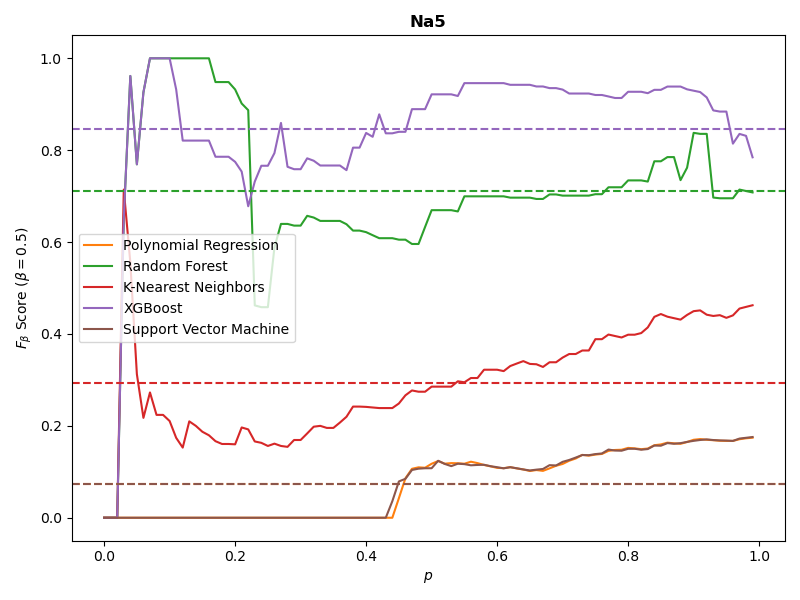 Na5
1.0
0.8
0.6
0.4
0.2
0.0
F_β Score (β = 0.5)
Polynomial Regression
Random Forest
K-Nearest Neighbors
XGBoost
Support Vector Machine
0.0 0.2 0.4 0.6 0.8 1.0
p